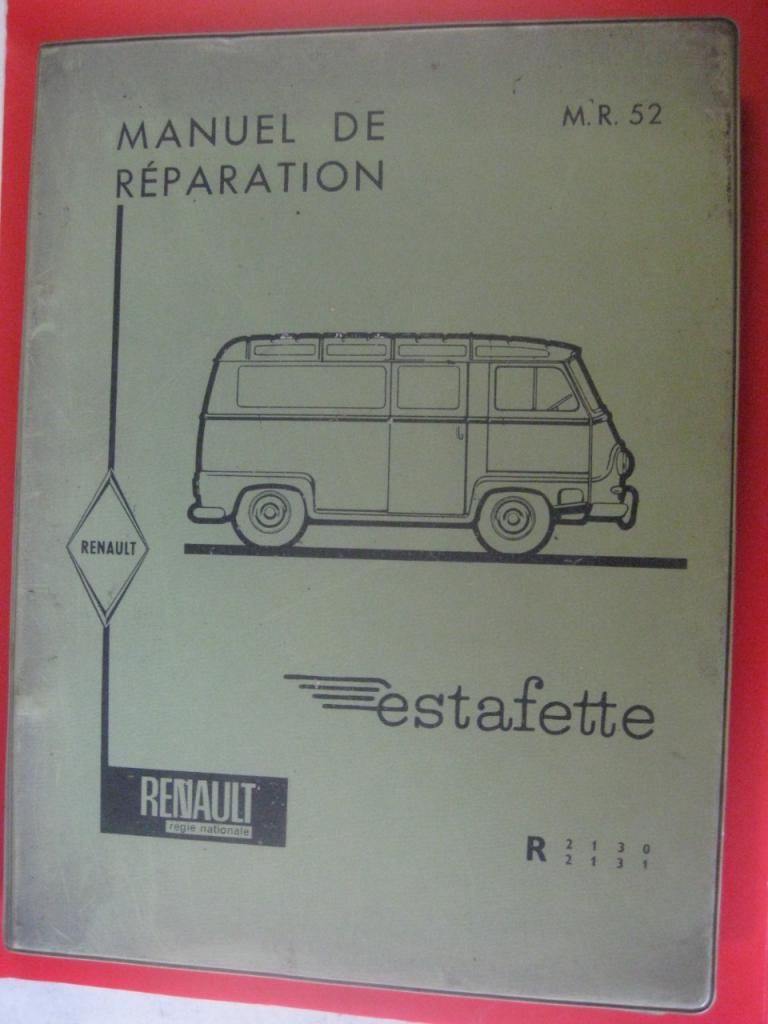 MANUEL DE
RÉPARATION
M.R. 52
RENAULT
estafette
RENAULT
régie nationale
R 2130
2131